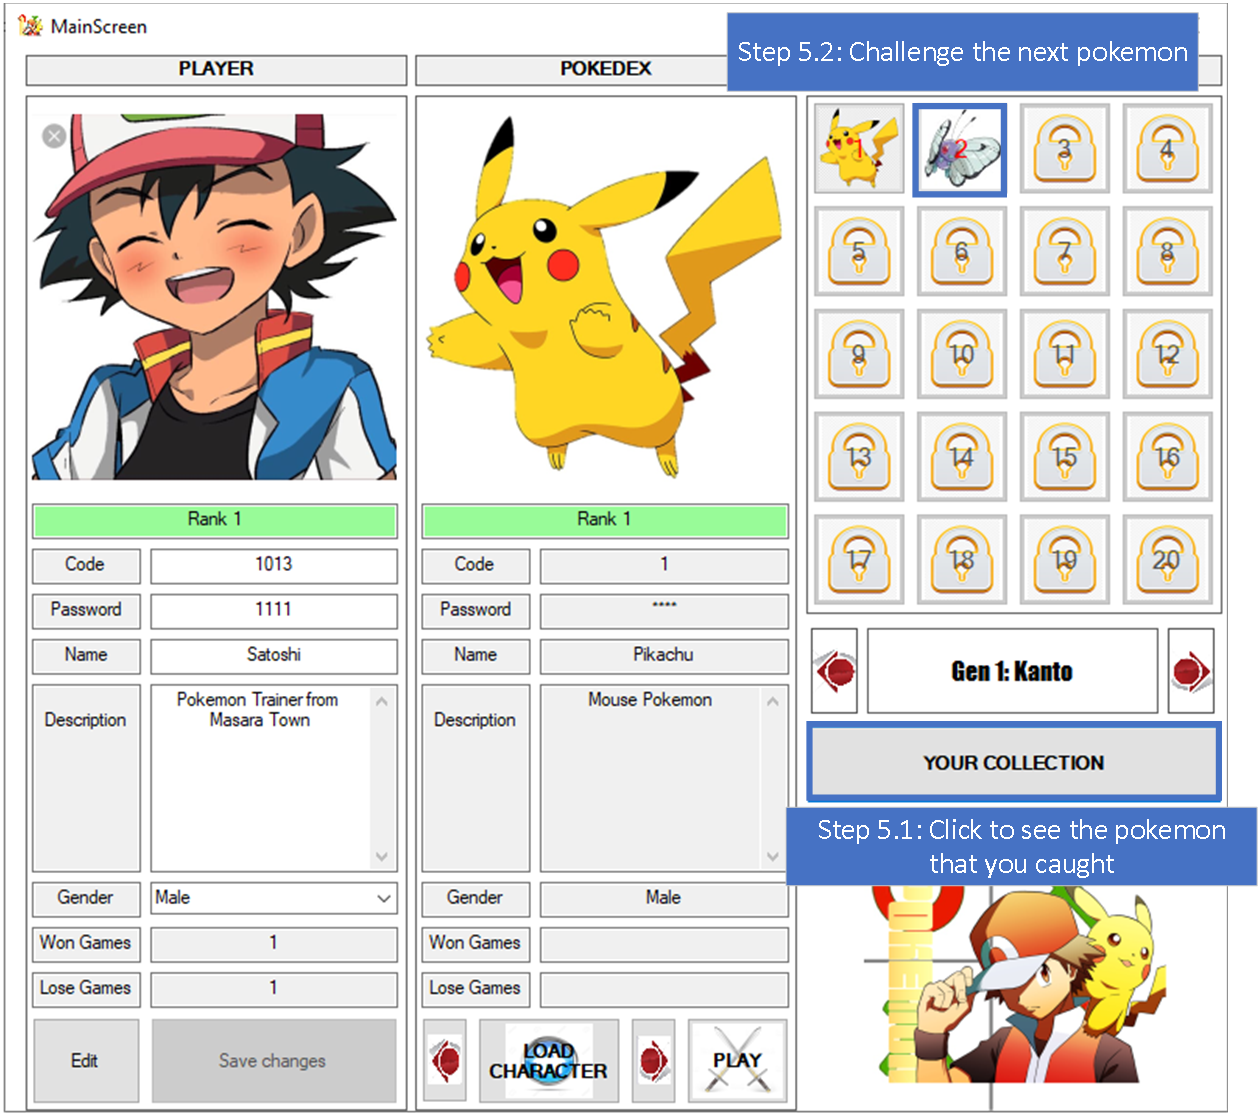 MainScreen
Step 5.2: Challenge the next pokemon
PLAYER
POKEDEX
1
2
3
4
5
6
7
8
9
10
11
12
13
14
15
16
17
18
19
20
Rank 1
Code
1013
Password
1111
Name
Satoshi
Description
Pokemon Trainer from
Masara Town
Gender
Male
Won Games
1
Lose Games
1
Edit
Save changes
Rank 1
Code
1
Password
****
Name
Pikachu
Description
Mouse Pokemon
Gender
Male
Won Games
Lose Games
LOAD
CHARACTER
PLAY
Gen 1: Kanto
YOUR COLLECTION
Step 5.1: Click to see the pokemon
that you caught